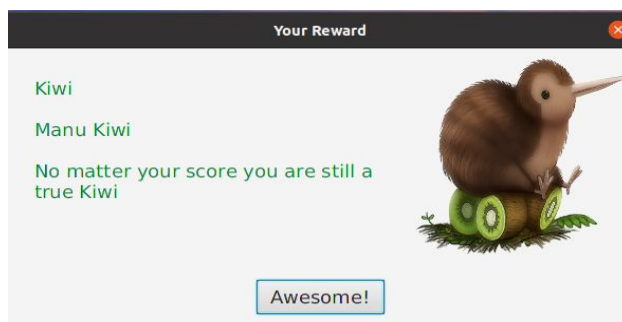 Your Reward
Kiwi
Manu Kiwi
No matter your score you are still a
true Kiwi
Awesome!